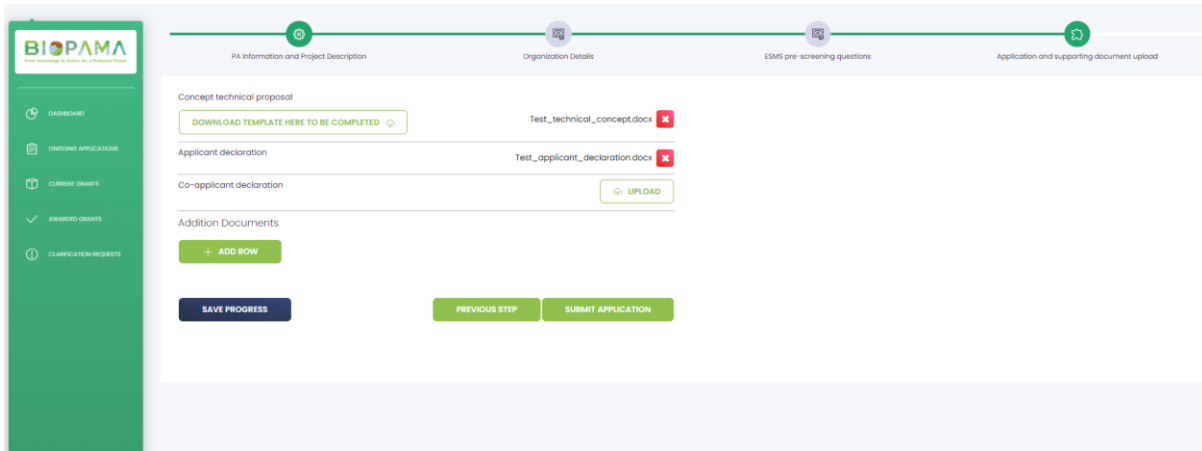 BIOPAMA
From Knowledge to Action for a Protected Planet
DASHBOARD
ONGOING APPLICATIONS
CURRENT GRANTS
AWARDED GRANTS
CLARIFICATION REQUESTS
PA Information and Project Description
Organization Details
ESMS pre-screening questions
Application and supporting document upload
Concept technical proposal
DOWNLOAD TEMPLATE HERE TO BE COMPLETED
Test_technical_concept.docx
Applicant declaration
Test_applicant_declaration.docx
Co-applicant declaration
UPLOAD
Addition Documents
+ ADD ROW
SAVE PROGRESS
PREVIOUS STEP
SUBMIT APPLICATION